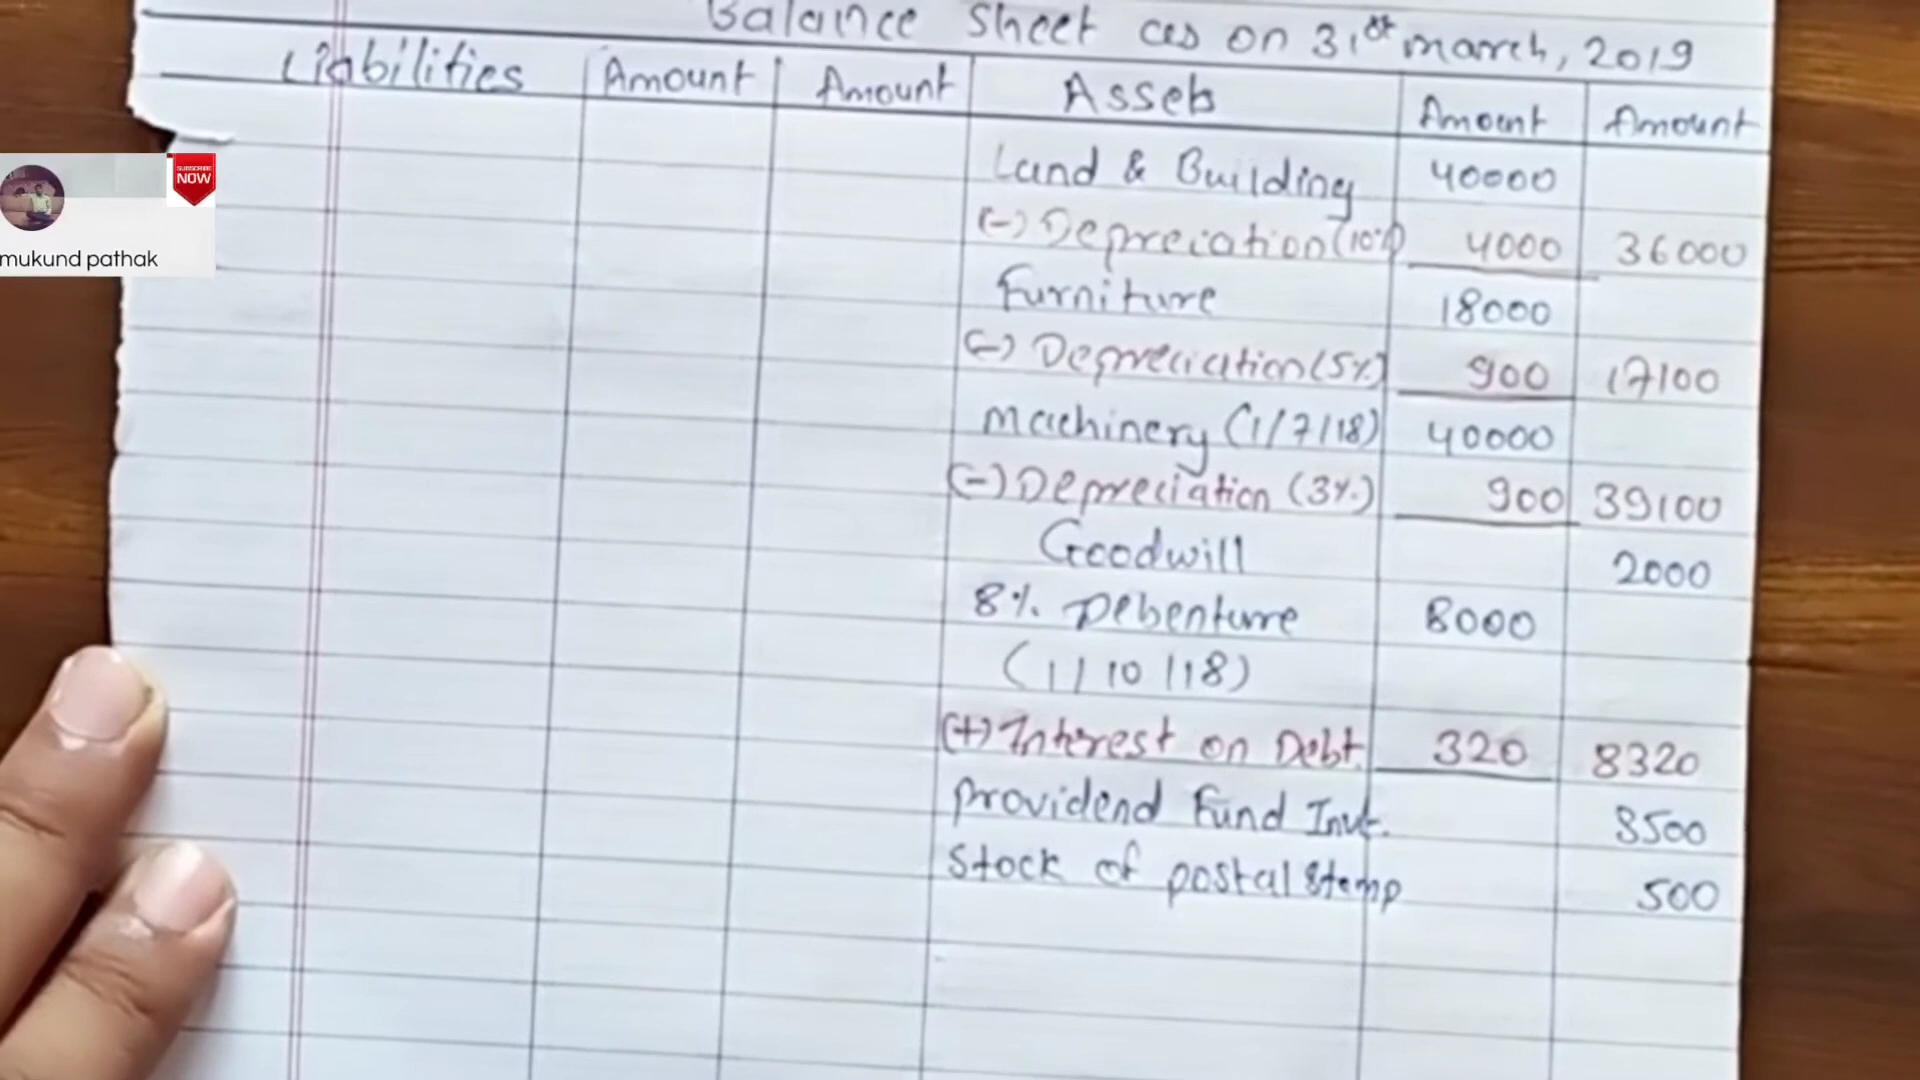 Balance Sheet as on 31st march, 2019
Liabilities Amount Amount Assets Amount Amount
Land & Building 40000
(-) Depreciation (10%) 4000 36000
Furniture 18000
(-) Depreciation (5%) 900 17100
Machinery (1/7/18) 40000
(-) Depreciation (3%) 900 39100
Goodwill 2000
8% Debenture 8000
(1/10/18)
(+) Interest on Debt. 320 8320
Providend Fund Invt. 8500
Stock of postal stemp 500
SUBSCRIBE
NOW
mukund pathak